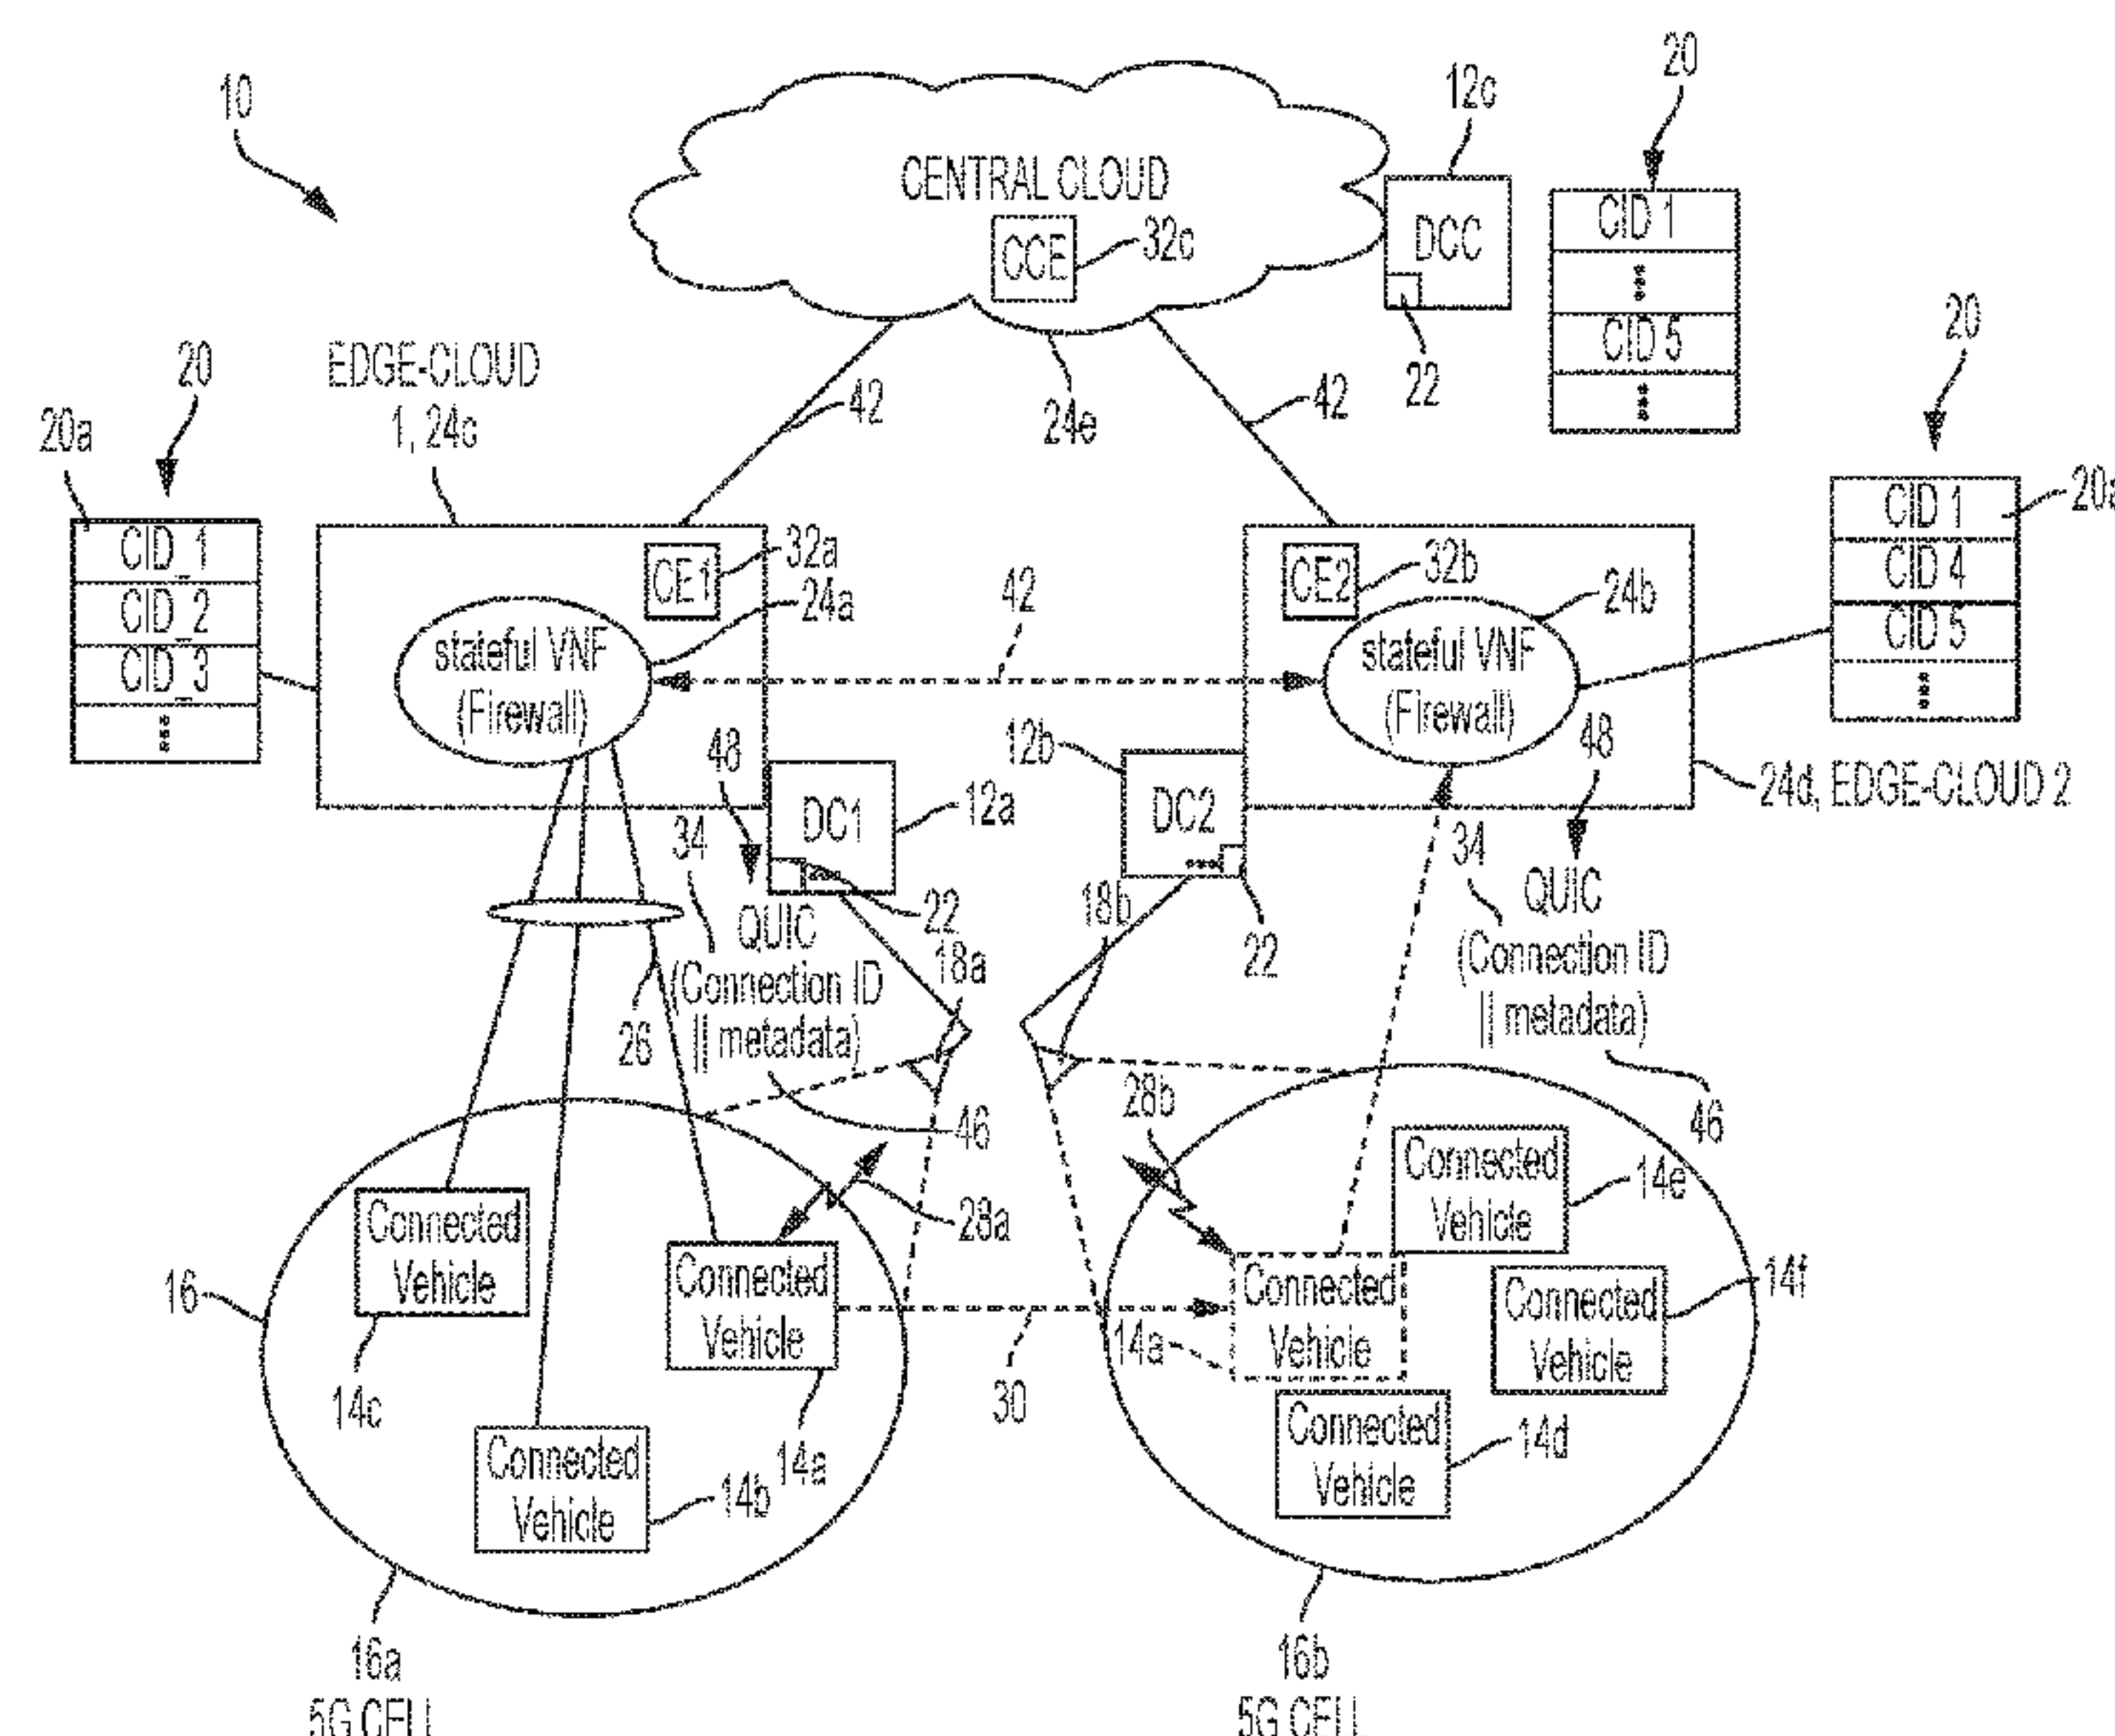 10
CENTRAL CLOUD
CCE
32c
12c
DCC
22
20
CID 1
CID 5
24e
42
42
EDGE-CLOUD
1, 24c
20
20a
CID_1
CID_2
CID_3
CE1
32a
24a
stateful VNF
(Firewall)
42
CE2
32b
24b
stateful VNF
(Firewall)
20
CID 1
20a
CID 4
CID 5
24d, EDGE-CLOUD 2
48
DC1
12a
22
34
QUIC
(Connection ID
|| metadata)
26
18a
46
12b
DC2
22
18b
48
34
QUIC
(Connection ID
|| metadata)
46
16
Connected
Vehicle
14c
Connected
Vehicle
14a
28a
Connected
Vehicle
14b
30
28b
Connected
Vehicle
14e
Connected
Vehicle
14a
Connected
Vehicle
14f
Connected
Vehicle
14d
16a
5G CELL
16b
5G CELL